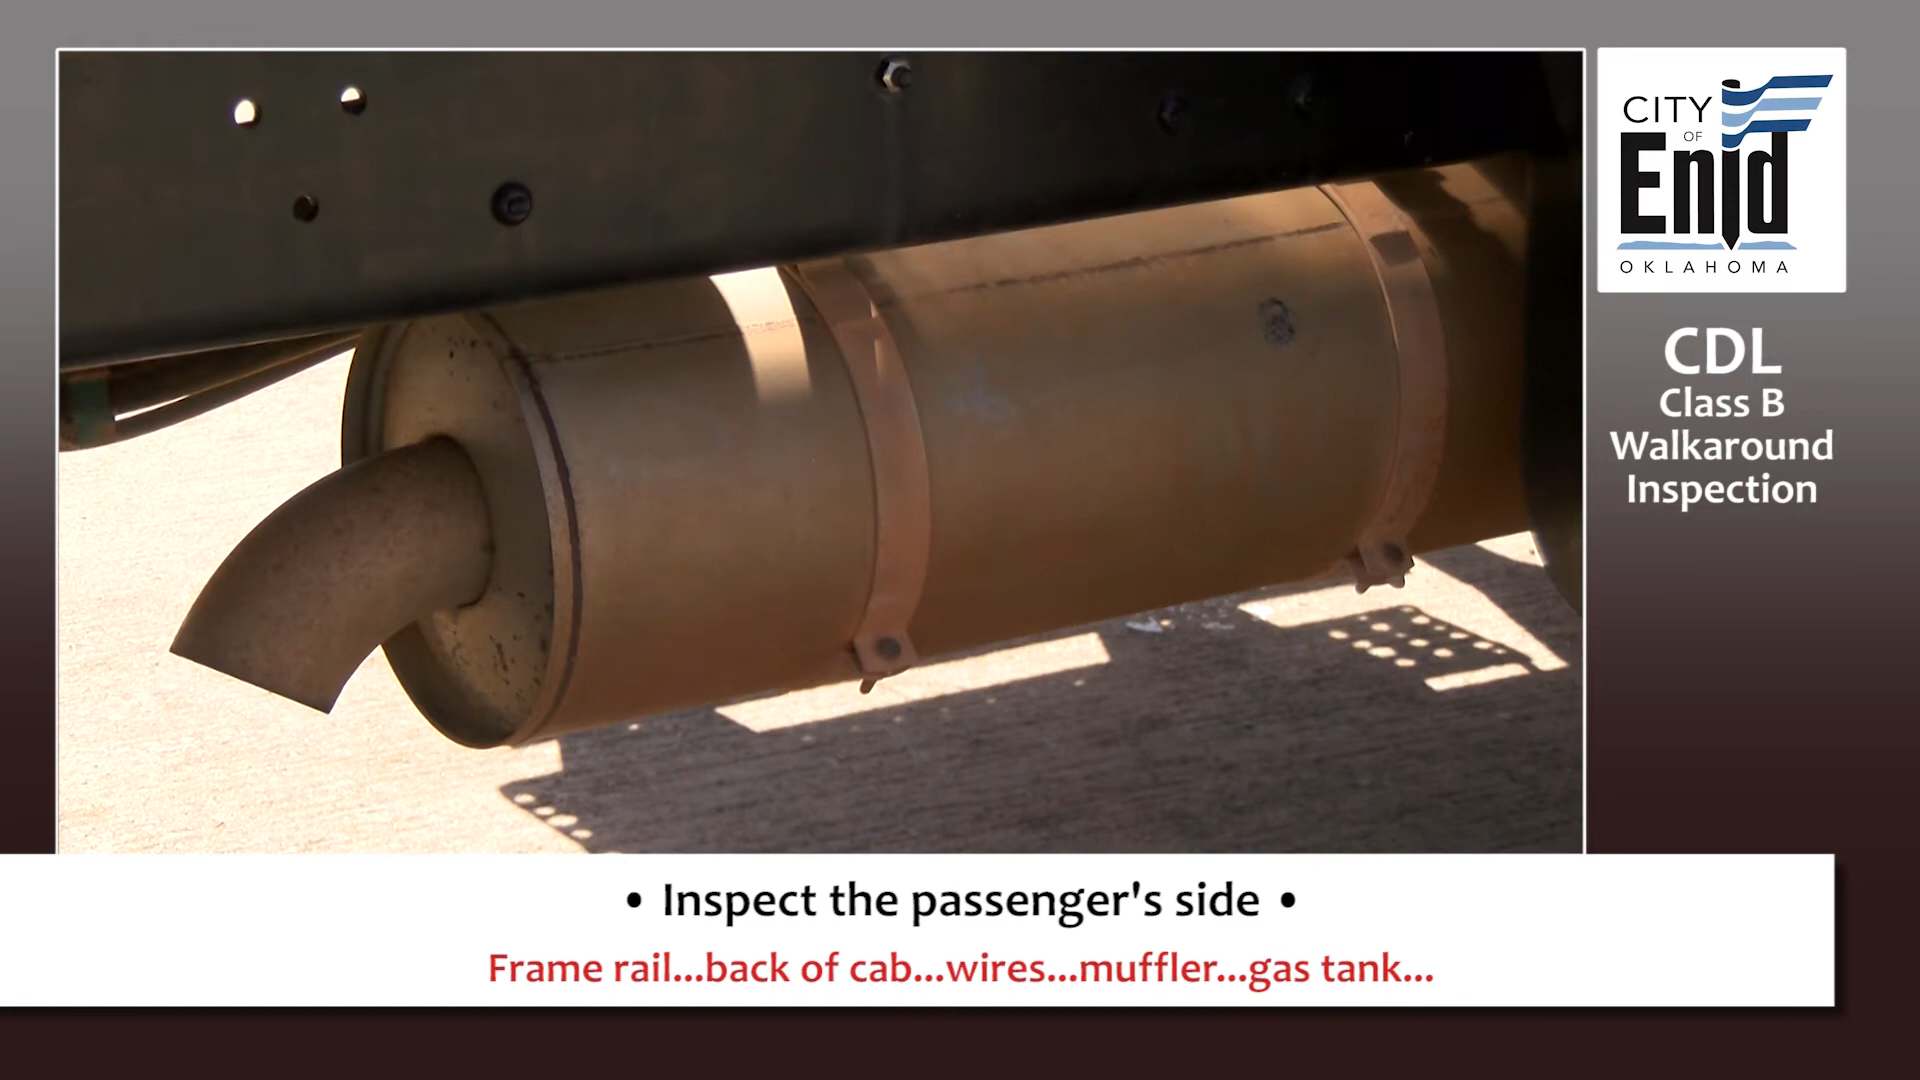 CITY
OF
Enid
OKLAHOMA
CDL
Class B
Walkaround
Inspection
• Inspect the passenger's side •
Frame rail...back of cab...wires...muffler...gas tank...